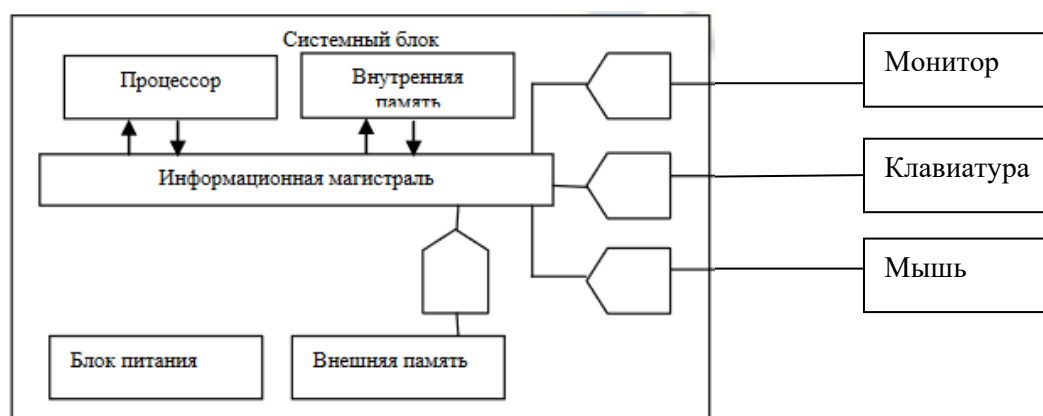 Системный блок
Процессор
Внутренняя
память
Информационная магистраль
Блок питания
Внешняя память
Монитор
Клавиатура
Мышь